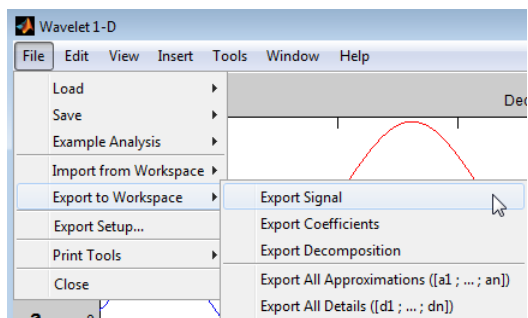 Wavelet 1-D
File Edit View Insert Tools Window Help
Load
Save
Example Analysis
Import from Workspace
Export to Workspace
Export Setup...
Print Tools
Close
Export Signal
Export Coefficients
Export Decomposition
Export All Approximations ([a1 ; ... ; an])
Export All Details ([d1 ; ... ; dn])
Dec